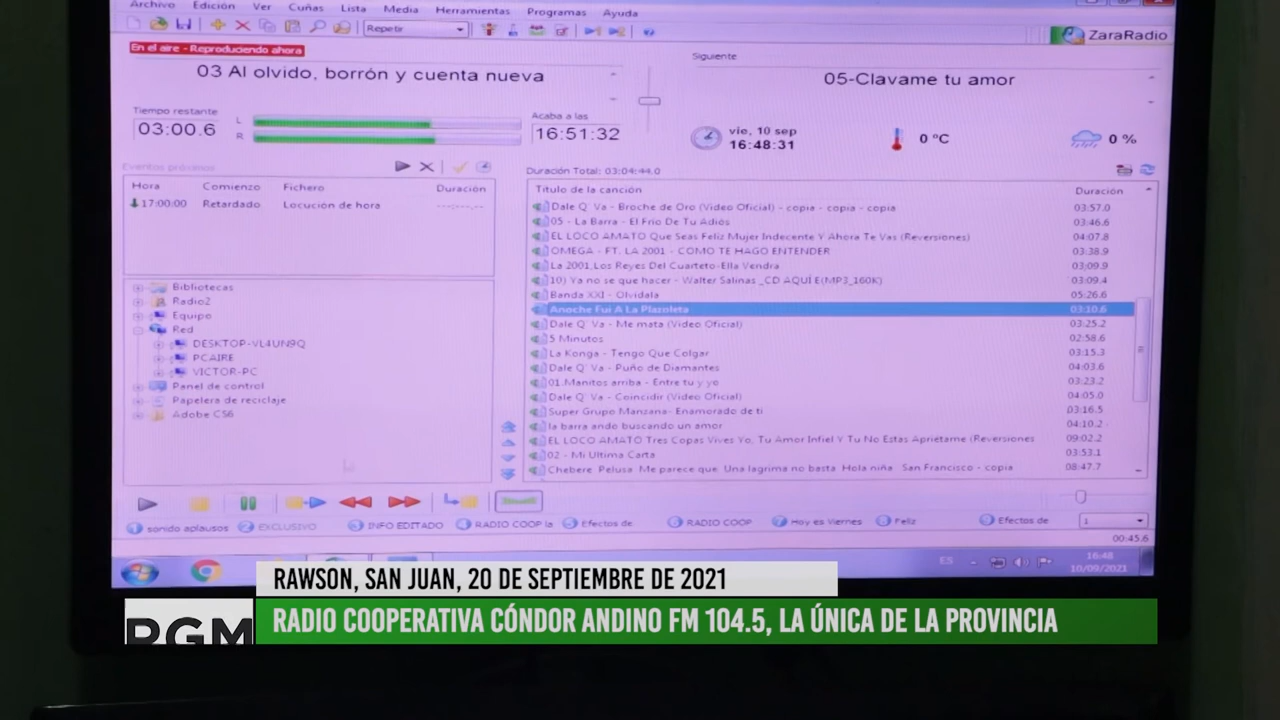 Archivo Edición Ver Cuñas Lista Media Herramientas Programas Ayuda
Repetir
ZaraRadio
En el aire - Reproduciendo ahora
Siguiente
03 Al olvido, borrón y cuenta nueva
05-Clavame tu amor
Tiempo restante
03:00.6
L
R
Acaba a las
16:51:32
vie, 10 sep
16:48:31
0 ºC
0 %
Eventos próximos
Duración Total: 03:04:44.0
Hora Comienzo Fichero Duración
17:00:00 Retardado Locucion de hora
Título de la canción Duración
Dale Q' Va - Broche de Oro (Video Oficial) - copia - copia - copia 03:57.0
05 - La Barra - El Frio De Tu Adios 03:46.6
EL LOCO AMATO Que Seas Feliz Mujer Indecente Y Ahora Te Vas (Reversiones) 04:07.8
OMEGA - FT. LA 2001 - COMO TE HAGO ENTENDER 03:38.9
La 2001,Los Reyes Del Cuarteto-Ella Vendra 03:09.9
10) Ya no se que hacer - Walter Salinas _CD AQUÍ E(MP3_160K) 03:09.4
Banda XXI - Olvidala 05:26.6
Anoche Fui A La Plazoleta 03:10.6
Dale Q' Va - Me mata (Video Oficial) 03:25.2
5 Minutos 02:58.6
La Konga - Tengo Que Colgar 03:15.3
Dale Q' Va - Puño de Diamantes 04:03.6
01.Manitos arriba - Entre tu y yo 03:23.2
Dale Q' Va - Coincidir (Video Oficial) 04:05.0
Super Grupo Manzana- Enamorado de ti 03:16.5
la barra ando buscando un amor 04:10.2
EL LOCO AMATO Tres Copas Vives Yo, Tu Amor Infiel Y Tu No Estas Aprietame (Reversiones 09:02.2
02 - Mi Ultima Carta 03:53.1
Chebere Pelusa Me parece que Una lagrima no basta Hola niña San Francisco - copia 08:47.7
Bibliotecas
Radio2
Equipo
Red
DESKTOP-VL4UN9Q
PCAIRE
VICTOR-PC
Panel de control
Papelera de reciclaje
Adobe CS6
1 sonido aplausos 2 EXCLUSIVO 3 INFO EDITADO 4 RADIO COOP la 5 Efectos de 6 RADIO COOP 7 Hoy es Viernes 8 Feliz 9 Efectos de 1
00:45.6
ES
16:48
10/09/2021
RAWSON, SAN JUAN, 20 DE SEPTIEMBRE DE 2021
RGM
RADIO COOPERATIVA CÓNDOR ANDINO FM 104.5, LA ÚNICA DE LA PROVINCIA